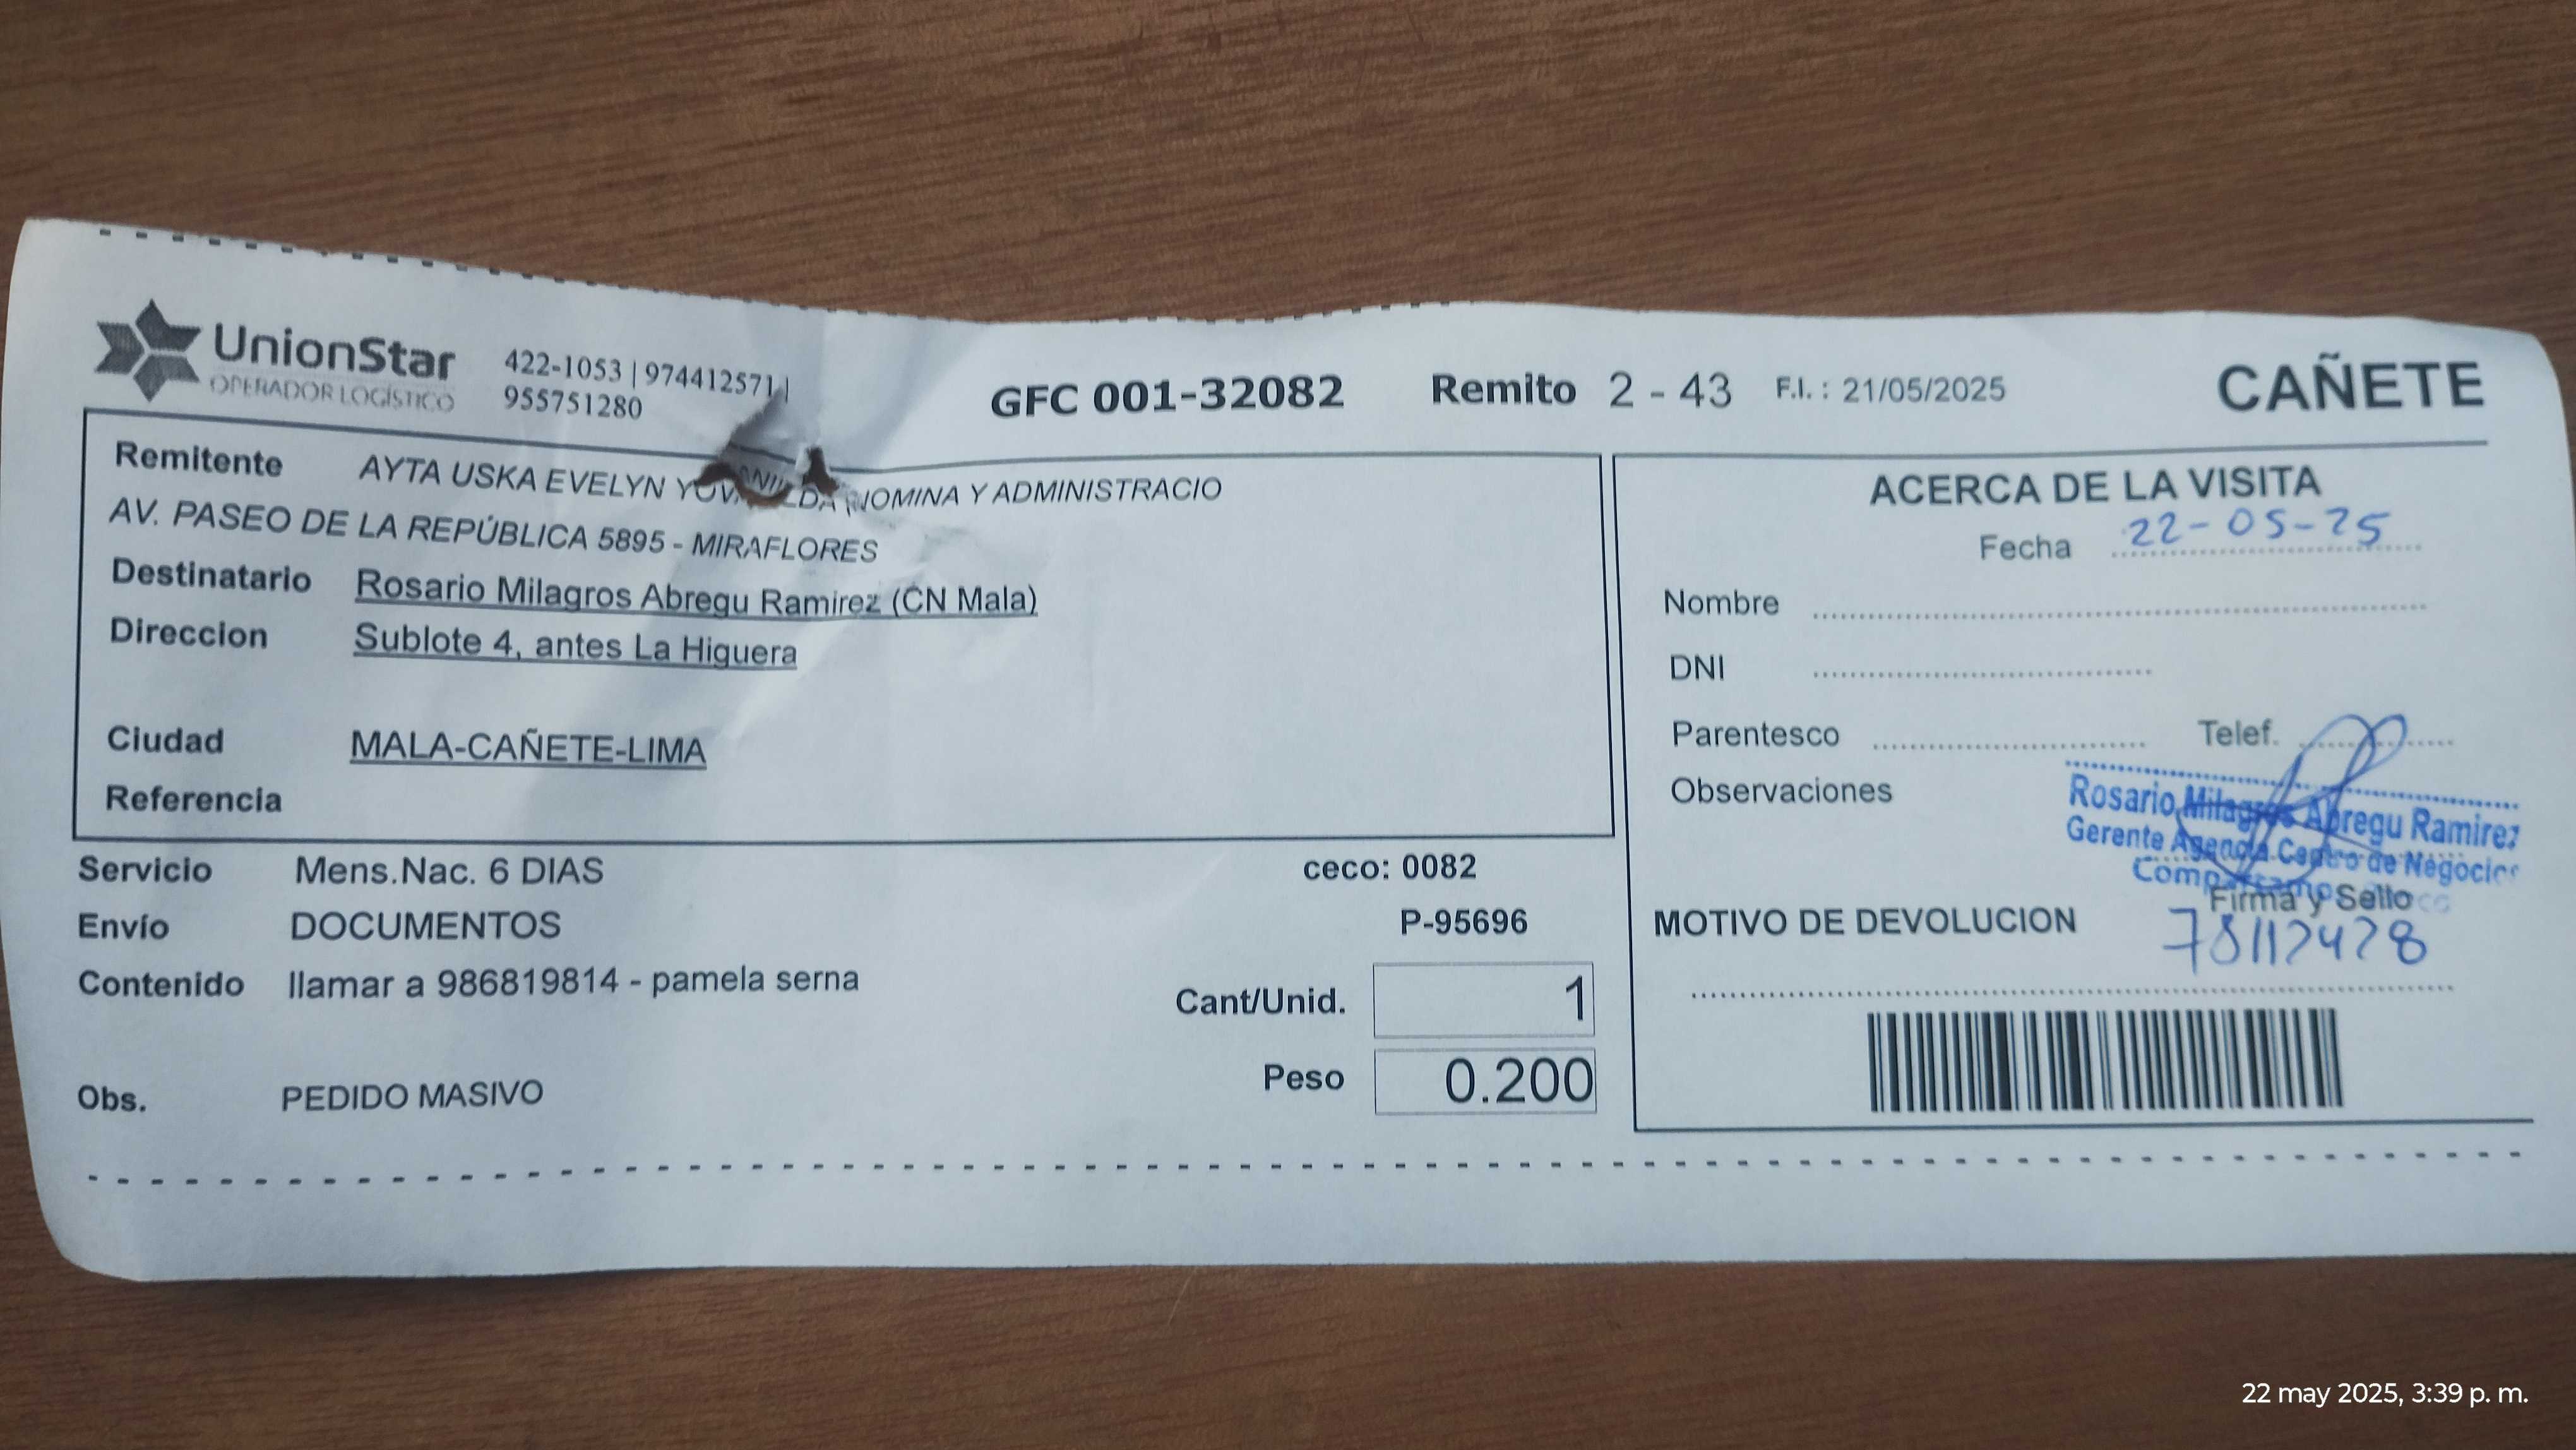 UnionStar
OPERADOR LOGÍSTICO
422-1053 | 974412571 |
955751280
GFC 001-32082
Remito 2 - 43
F.I. : 21/05/2025
CAÑETE
Remitente AYTA USKA EVELYN NOMINA Y ADMINISTRACIO
AV. PASEO DE LA REPÚBLICA 5895 - MIRAFLORES
Destinatario Rosario Milagros Abregu Ramirez (CN Mala)
Direccion Sublote 4, antes La Higuera
Ciudad MALA-CAÑETE-LIMA
Referencia
Servicio Mens.Nac. 6 DIAS
ceco: 0082
Envío DOCUMENTOS
P-95696
Contenido llamar a 986819814 - pamela serna
Cant/Unid. 1
Peso 0.200
Obs. PEDIDO MASIVO
ACERCA DE LA VISITA
Fecha 22-05-25
Nombre
DNI
Parentesco Telef.
Observaciones
Rosario Milagros Abregu Ramirez
Gerente Agencia Centro de Negocios
Firma y Sello
MOTIVO DE DEVOLUCION
22 may 2025, 3:39 p. m.